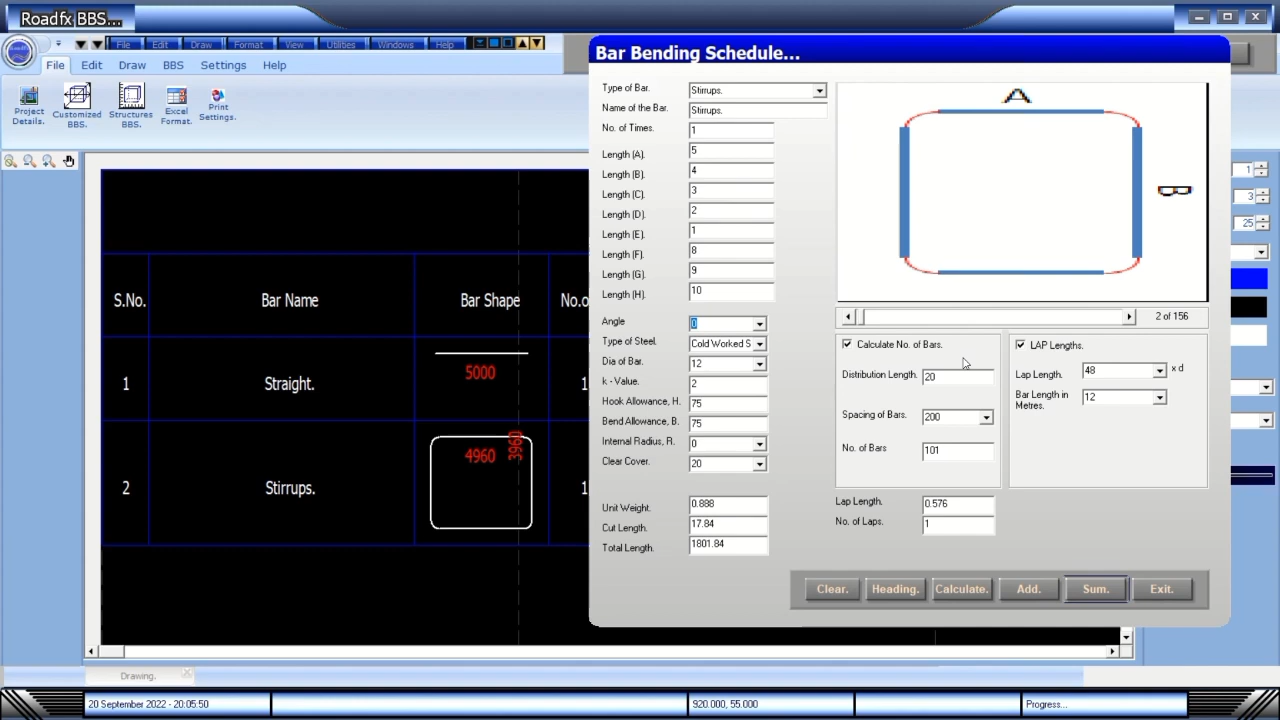 Roadfx BBS...
File Edit Draw Format View Utilities Windows Help
File Edit Draw BBS Settings Help
Project Details.
Customized BBS.
Structures BBS.
Excel Format.
Print Settings.
Bar Bending Schedule...
Type of Bar. Stirrups.
Name of the Bar. Stirrups.
No. of Times. 1
Length (A). 5
Length (B). 4
Length (C). 3
Length (D). 2
Length (E). 1
Length (F). 8
Length (G). 9
Length (H). 10
Angle 0
Type of Steel. Cold Worked S
Dia of Bar. 12
k - Value. 2
Hook Allowance, H. 75
Bend Allowance, B. 75
Internal Radius, R. 0
Clear Cover. 20
Unit Weight. 0.888
Cut Length. 17.84
Total Length. 1801.84
A
B
2 of 156
Calculate No. of Bars.
Distribution Length. 20
Spacing of Bars. 200
No. of Bars 101
LAP Lengths.
Lap Length. 48 x d
Bar Length in Metres. 12
Lap Length. 0.576
No. of Laps. 1
Clear. Heading. Calculate. Add. Sum. Exit.
S.No. Bar Name Bar Shape No.o
1 Straight. 5000 1
2 Stirrups. 4960 3960 1
1
3
25
Drawing.
20 September 2022 - 20:05:50
920.000, 55.000
Progress...